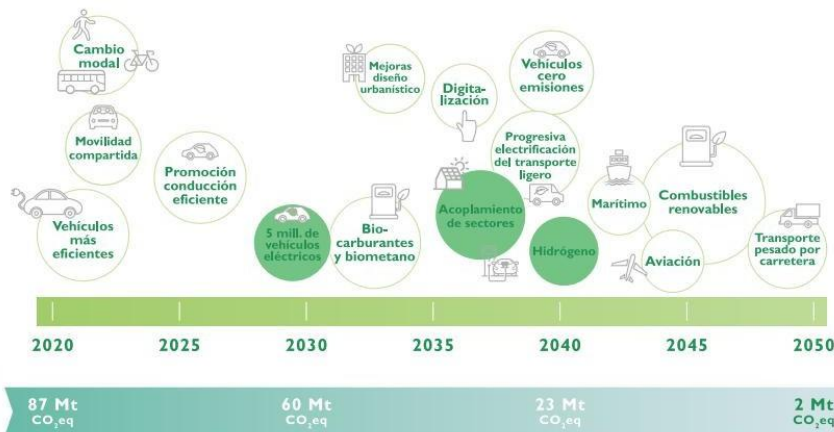 Cambio
modal
Movilidad
compartida
Vehículos
más
eficientes
Promoción
conducción
eficiente
5 mill. de
vehículos
eléctricos
Mejoras
diseño
urbanístico
Bio-
carburantes
y biometano
Digita-
lización
Acoplamiento
de sectores
Vehículos
cero
emisiones
Progresiva
electrificación
del transporte
ligero
Hidrógeno
Marítimo
Combustibles
renovables
Aviación
Transporte
pesado por
carretera
2020 2025 2030 2035 2040 2045 2050
87 Mt 60 Mt 23 Mt 2 Mt
CO₂eq CO₂eq CO₂eq CO₂eq